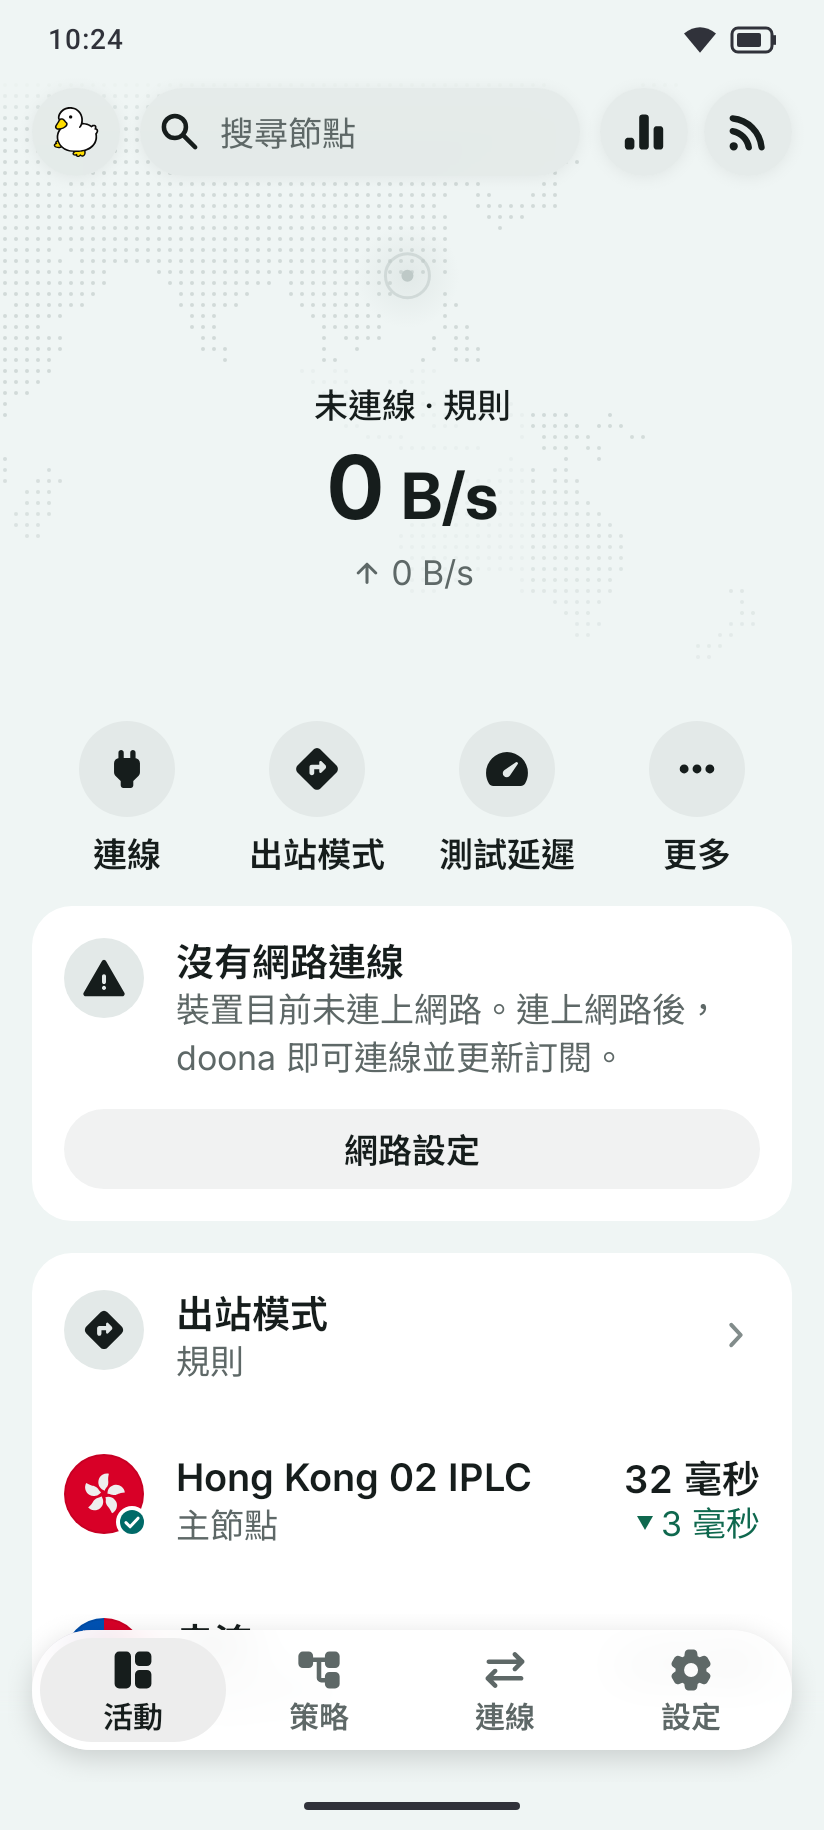 10:24
搜尋節點
未連線 · 規則
0 B/s
↑ 0 B/s
連線
出站模式
測試延遲
更多
沒有網路連線
裝置目前未連上網路。連上網路後，
doona 即可連線並更新訂閱。
網路設定
出站模式
規則
Hong Kong 02 IPLC
32 毫秒
主節點
▼3 毫秒
活動
策略
連線
設定